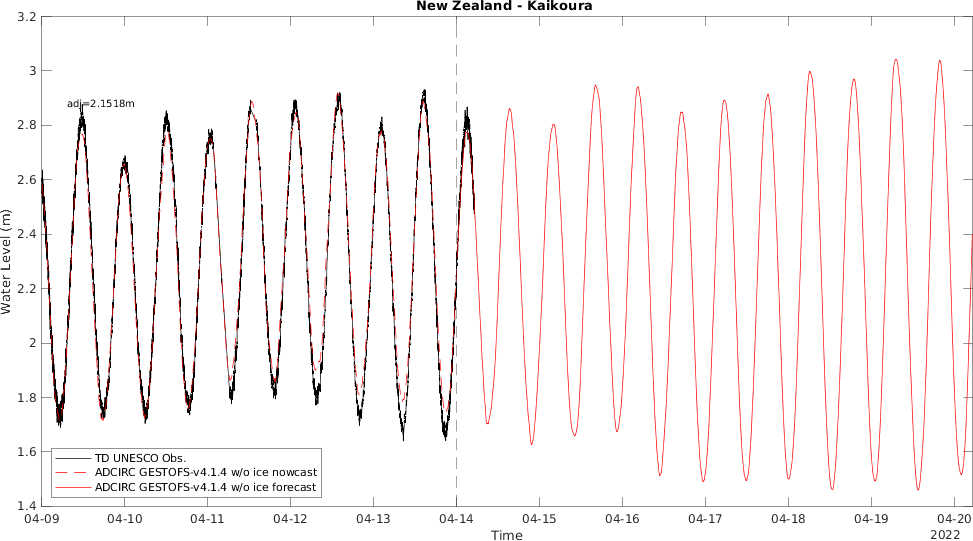 New Zealand - Kaikoura
3.2
3
2.8
2.6
2.4
2.2
2
1.8
1.6
1.4
Water Level (m)
adj=2.1518m
TD UNESCO Obs.
ADCIRC GESTOFS-v4.1.4 w/o ice nowcast
ADCIRC GESTOFS-v4.1.4 w/o ice forecast
04-09 04-10 04-11 04-12 04-13 04-14 04-15 04-16 04-17 04-18 04-19 04-20
2022
Time